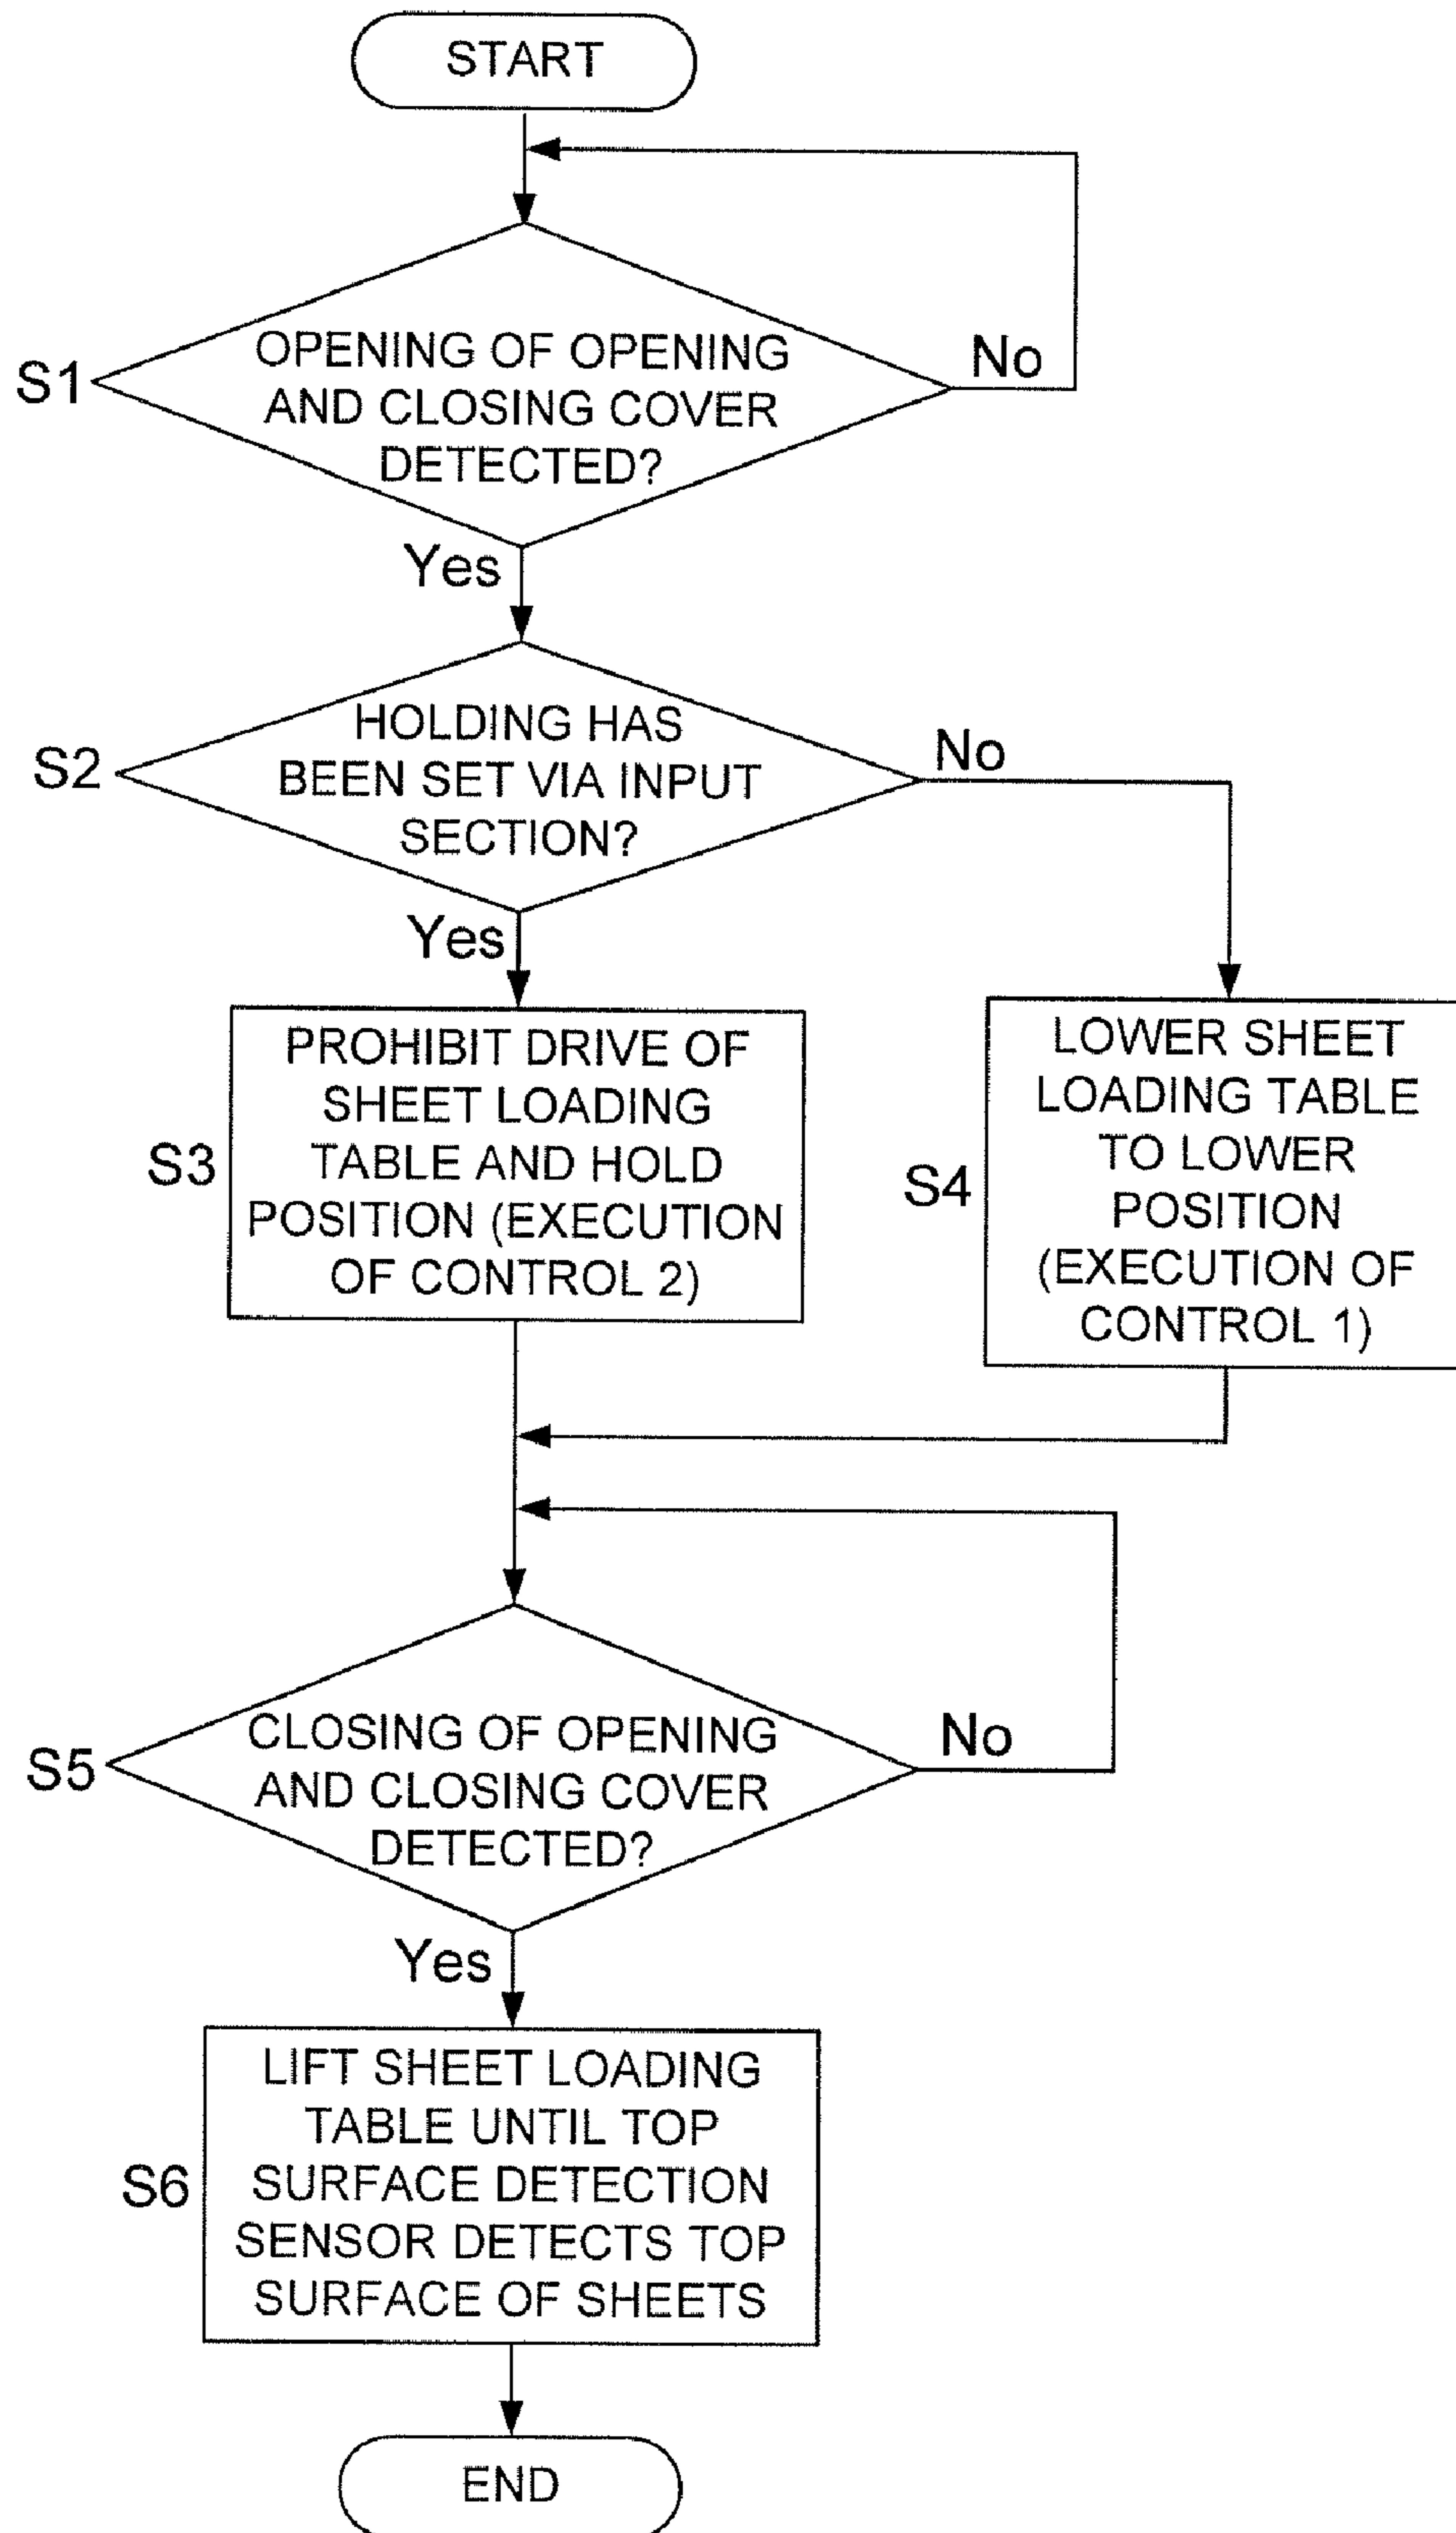 START
S1
OPENING OF OPENING
AND CLOSING COVER
DETECTED?
No
Yes
S2
HOLDING HAS
BEEN SET VIA INPUT
SECTION?
No
Yes
S3
PROHIBIT DRIVE OF
SHEET LOADING
TABLE AND HOLD
POSITION (EXECUTION
OF CONTROL 2)
S4
LOWER SHEET
LOADING TABLE
TO LOWER
POSITION
(EXECUTION OF
CONTROL 1)
S5
CLOSING OF OPENING
AND CLOSING COVER
DETECTED?
No
Yes
S6
LIFT SHEET LOADING
TABLE UNTIL TOP
SURFACE DETECTION
SENSOR DETECTS TOP
SURFACE OF SHEETS
END